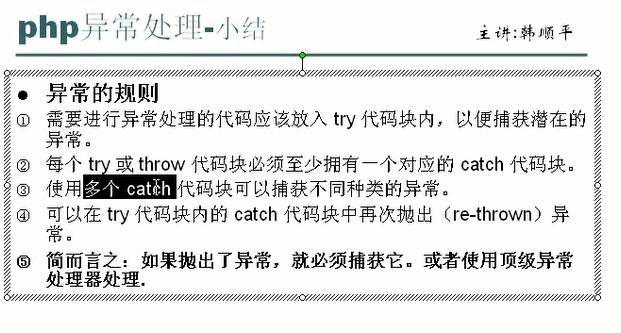 php异常处理-小结
主讲:韩顺平
● 异常的规则
① 需要进行异常处理的代码应该放入 try 代码块内，以便捕获潜在的
异常。
② 每个 try 或 throw 代码块必须至少拥有一个对应的 catch 代码块。
③ 使用多个 catch 代码块可以捕获不同种类的异常。
④ 可以在 try 代码块内的 catch 代码块中再次抛出（re-thrown）异
常。
⑤ 简而言之：如果抛出了异常，就必须捕获它。或者使用顶级异常
处理器处理.